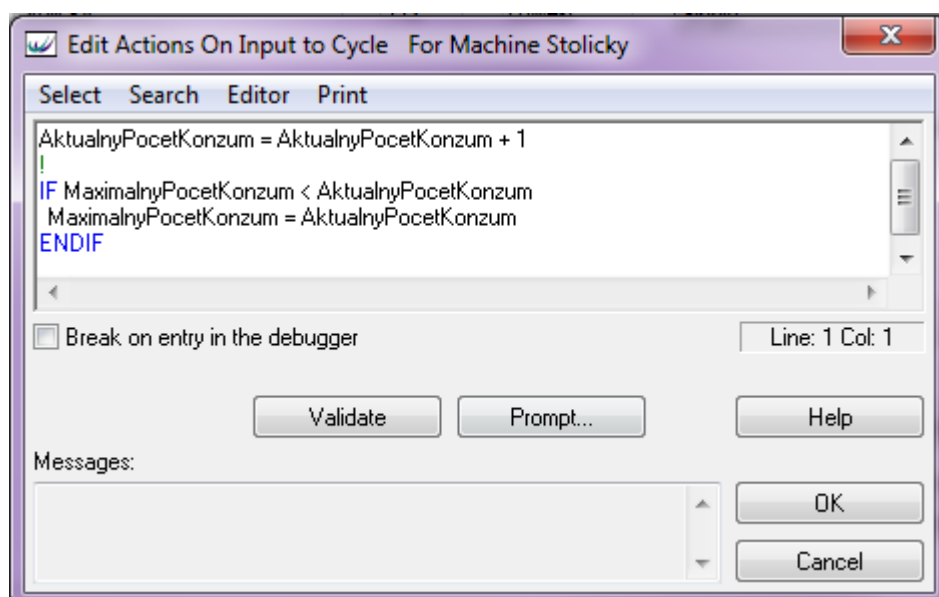 Edit Actions On Input to Cycle For Machine Stolicky
Select Search Editor Print
AktualnyPocetKonzum = AktualnyPocetKonzum + 1
!
IF MaximalnyPocetKonzum < AktualnyPocetKonzum
MaximalnyPocetKonzum = AktualnyPocetKonzum
ENDIF
Break on entry in the debugger
Line: 1 Col: 1
Validate Prompt... Help
Messages:
OK
Cancel